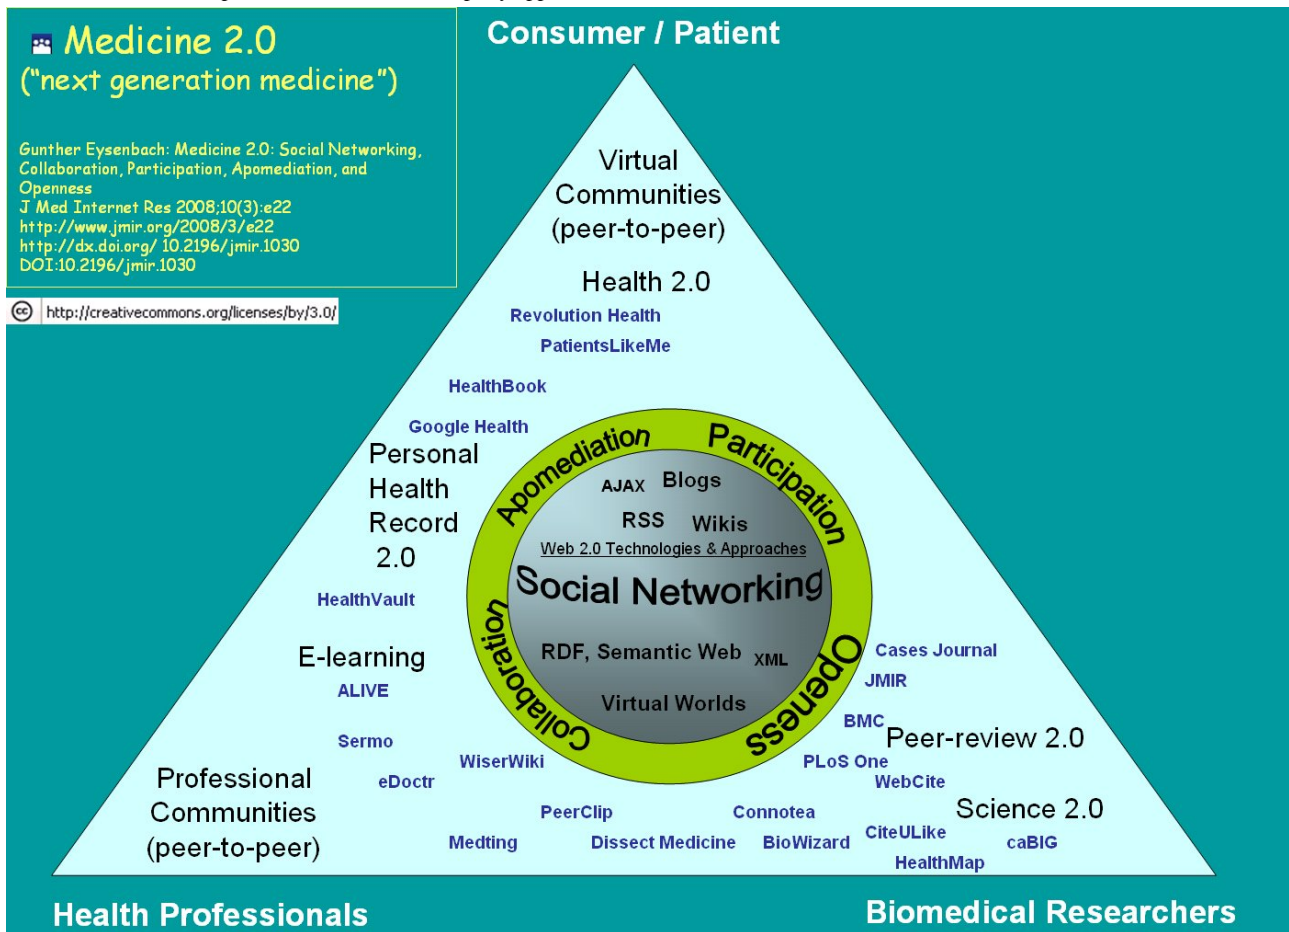 Medicine 2.0
("next generation medicine")
Gunther Eysenbach: Medicine 2.0: Social Networking,
Collaboration, Participation, Apomediation, and
Openness
J Med Internet Res 2008;10(3):e22
http://www.jmir.org/2008/3/e22
http://dx.doi.org/ 10.2196/jmir.1030
DOI:10.2196/jmir.1030
cc http://creativecommons.org/licenses/by/3.0/
Consumer / Patient
Virtual
Communities
(peer-to-peer)
Health 2.0
Revolution Health
PatientsLikeMe
HealthBook
Google Health
Personal
Health
Record
2.0
HealthVault
E-learning
ALIVE
Sermo
eDoctr
WiserWiki
Professional
Communities
(peer-to-peer)
Apomediation
Participation
Collaboration
Openess
AJAX Blogs
RSS Wikis
Web 2.0 Technologies & Approaches
Social Networking
RDF, Semantic Web XML
Virtual Worlds
Cases Journal
JMIR
BMC
Peer-review 2.0
PLoS One
WebCite
Science 2.0
PeerClip
Connotea
Medting
Dissect Medicine
BioWizard
CiteULike
caBIG
HealthMap
Health Professionals
Biomedical Researchers